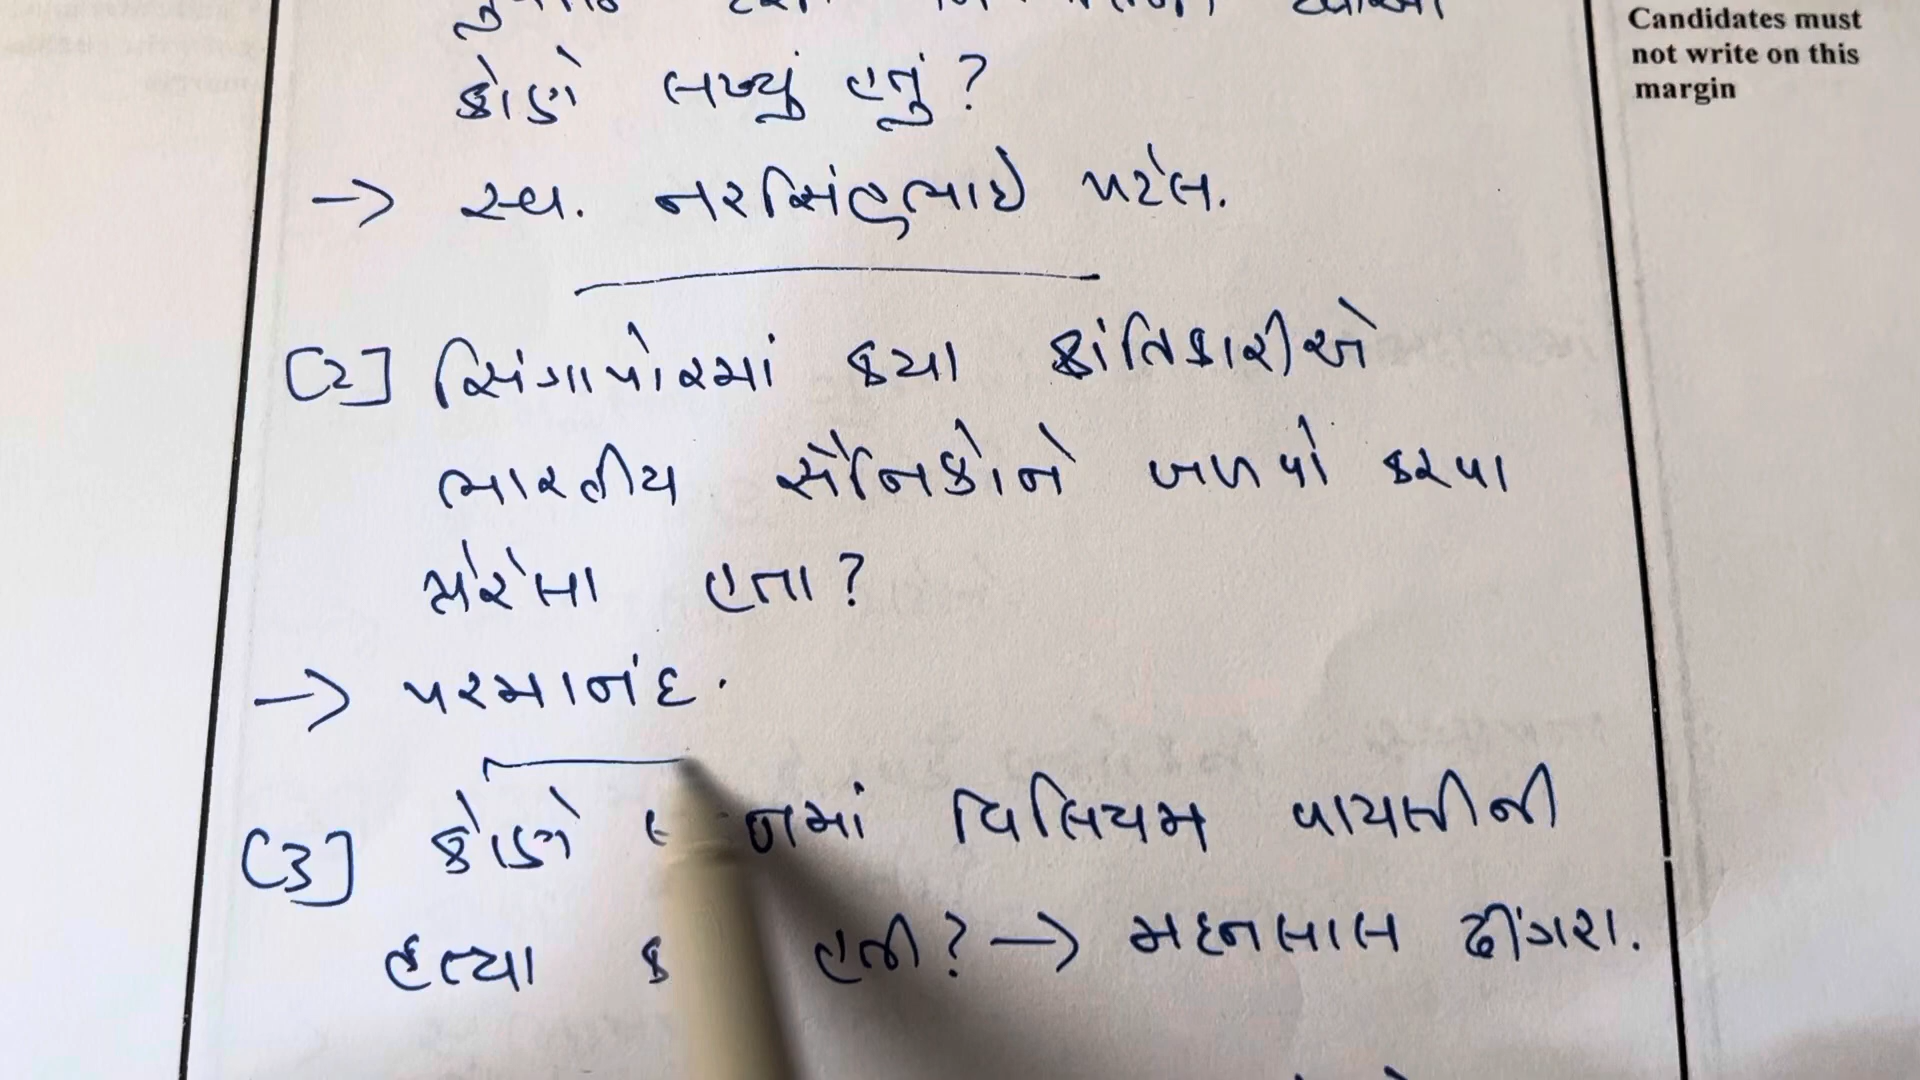 કોણે લખ્યું હતું?
→ સ્વ. નરસિંહભાઈ પટેલ.
[2] સિંગાપોરમાં કયા ક્રાંતિકારીએ
ભારતીય સૈનિકોને બળવો કરવા
પ્રેરેલા હતા?
→ પરમાનંદ.
[3] કોણે વિલિયમ વાયલીની
હત્યા હતી? → મદનલાલ ઢીંગરા.
Candidates must
not write on this
margin